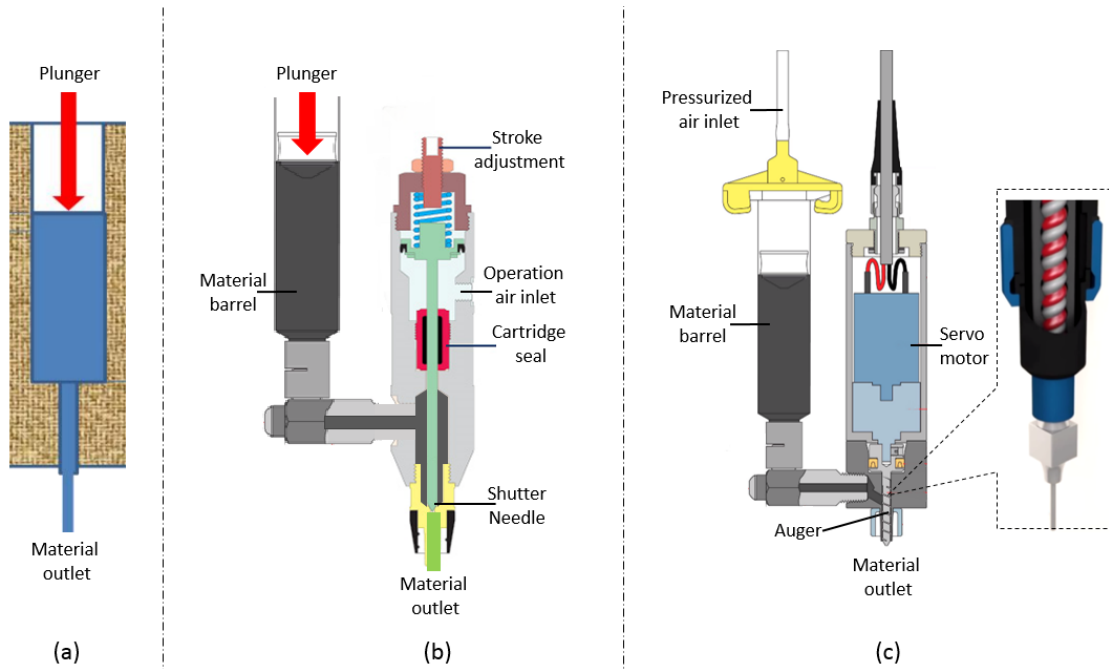 Plunger
Material
outlet
(a)
Plunger
Stroke
adjustment
Material
barrel
Operation
air inlet
Cartridge
seal
Shutter
Needle
Material
outlet
(b)
Pressurized
air inlet
Material
barrel
Servo
motor
Auger
Material
outlet
(c)